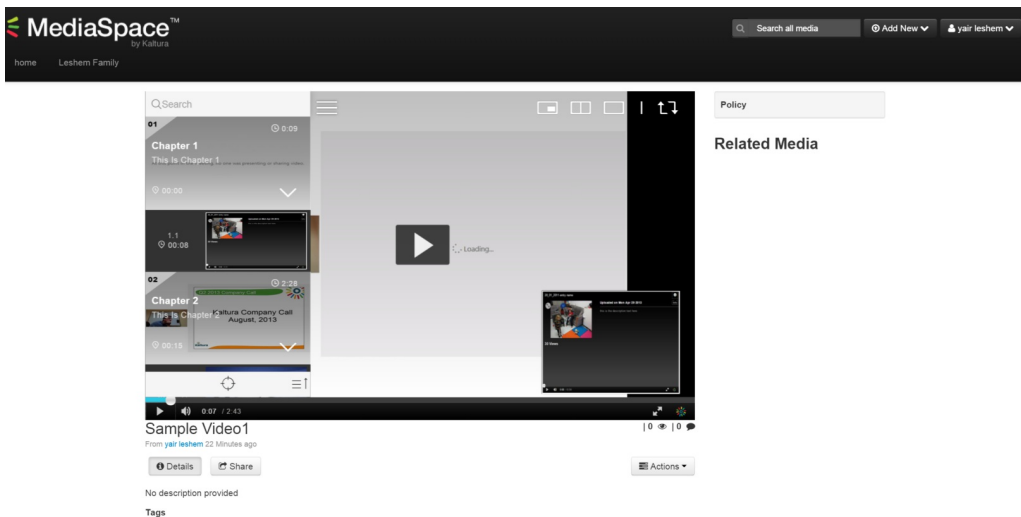 MediaSpace™
by Kaltura
Search all media
Add New
yair leshem
home
Leshem Family
Search
Policy
Related Media
01
0:09
Chapter 1
This Is Chapter 1
00:00
1.1
00:08
Loading...
02
2:28
Chapter 2
This Is Chapter 2
Kaltura Company Call
August, 2013
00:15
0:07 / 2:43
Sample Video1
| 0 | 0
From yair leshem 22 Minutes ago
Details
Share
Actions
No description provided
Tags